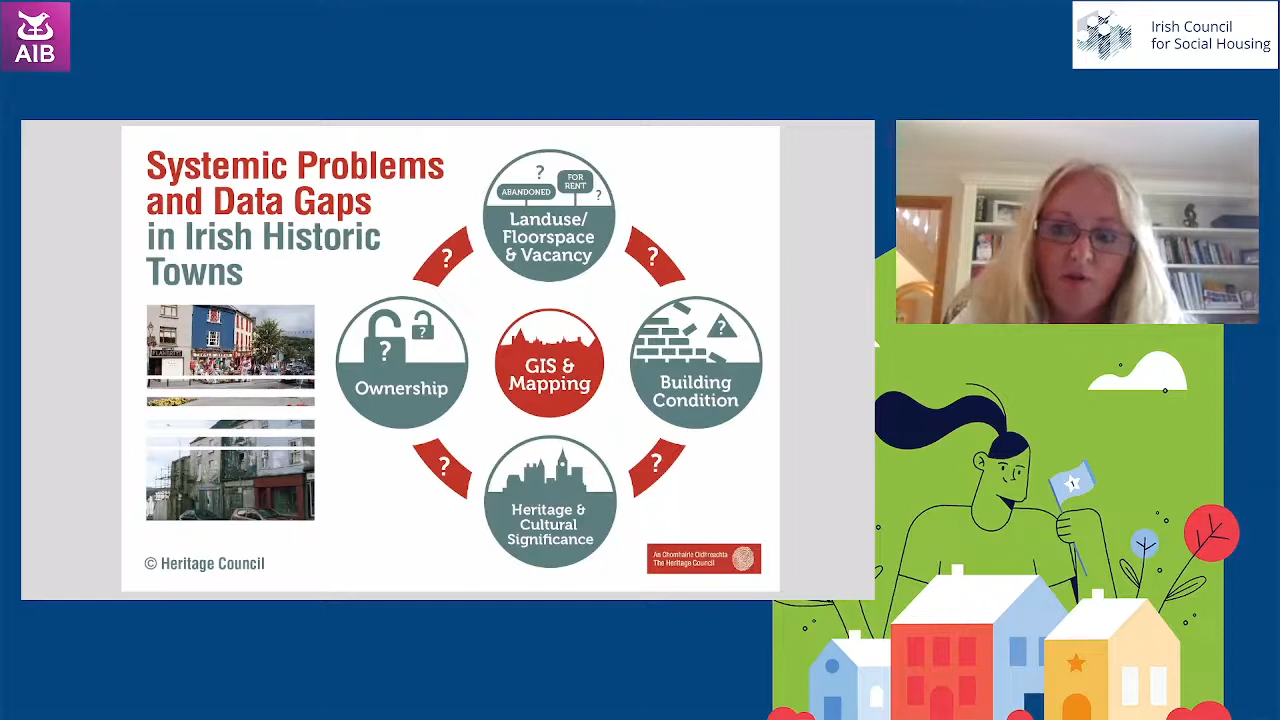 AIB
Irish Council
for Social Housing
Systemic Problems
and Data Gaps
in Irish Historic
Towns
?
ABANDONED
FOR
RENT
?
Landuse/
Floorspace
& Vacancy
?
?
?
?
Ownership
GIS &
Mapping
?
Building
Condition
?
?
Heritage &
Cultural
Significance
© Heritage Council
An Chomhairle Oidhreachta
The Heritage Council
1